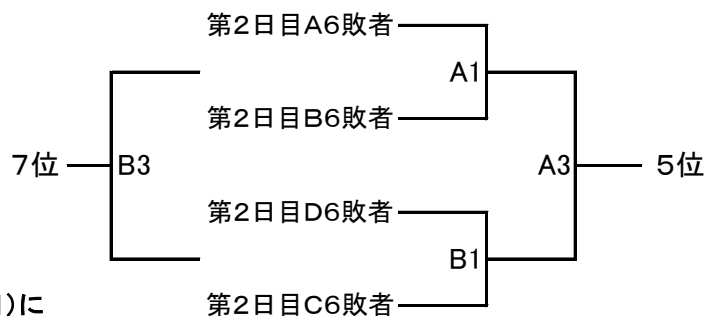 第2日目A6敗者
A1
第2日目B6敗者
7位
B3
A3
5位
第2日目D6敗者
B1
)に
第2日目C6敗者